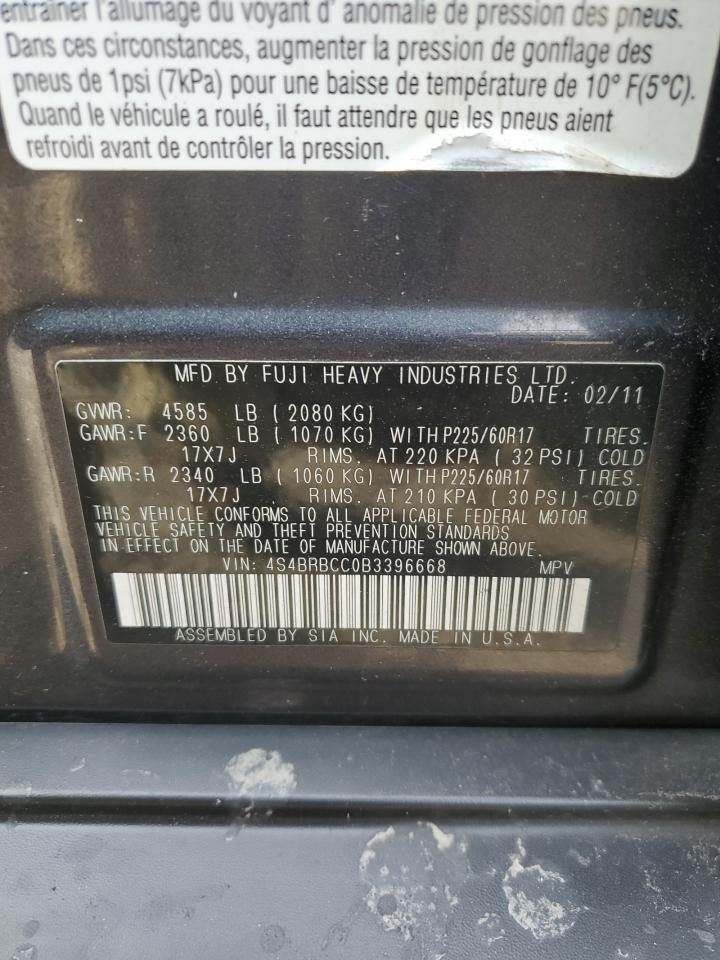 entraîner l'allumage du voyant d' anomalie de pression des pneus.
Dans ces circonstances, augmenter la pression de gonflage des
pneus de 1psi (7kPa) pour une baisse de température de 10° F(5°C).
Quand le véhicule a roulé, il faut attendre que les pneus aient
refroidi avant de contrôler la pression.
MFD BY FUJI HEAVY INDUSTRIES LTD.
DATE: 02/11
GVWR: 4585 LB ( 2080 KG)
GAWR:F 2360 LB ( 1070 KG) WITH P225/60R17 TIRES.
17X7J RIMS. AT 220 KPA ( 32 PSI) COLD
GAWR:R 2340 LB ( 1060 KG) WITH P225/60R17 TIRES.
17X7J RIMS. AT 210 KPA ( 30 PSI) COLD
THIS VEHICLE CONFORMS TO ALL APPLICABLE FEDERAL MOTOR
VEHICLE SAFETY AND THEFT PREVENTION STANDARDS
IN EFFECT ON THE DATE OF MANUFACTURE SHOWN ABOVE.
VIN: 4S4BRBCC0B3396668 MPV
ASSEMBLED BY SIA INC. MADE IN U.S.A.